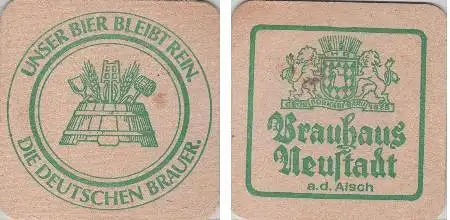 UNSER BIER BLEIBT REIN.
DIE DEUTSCHEN BRAUER.
Brauhaus
Neustadt
a.d. Aisch